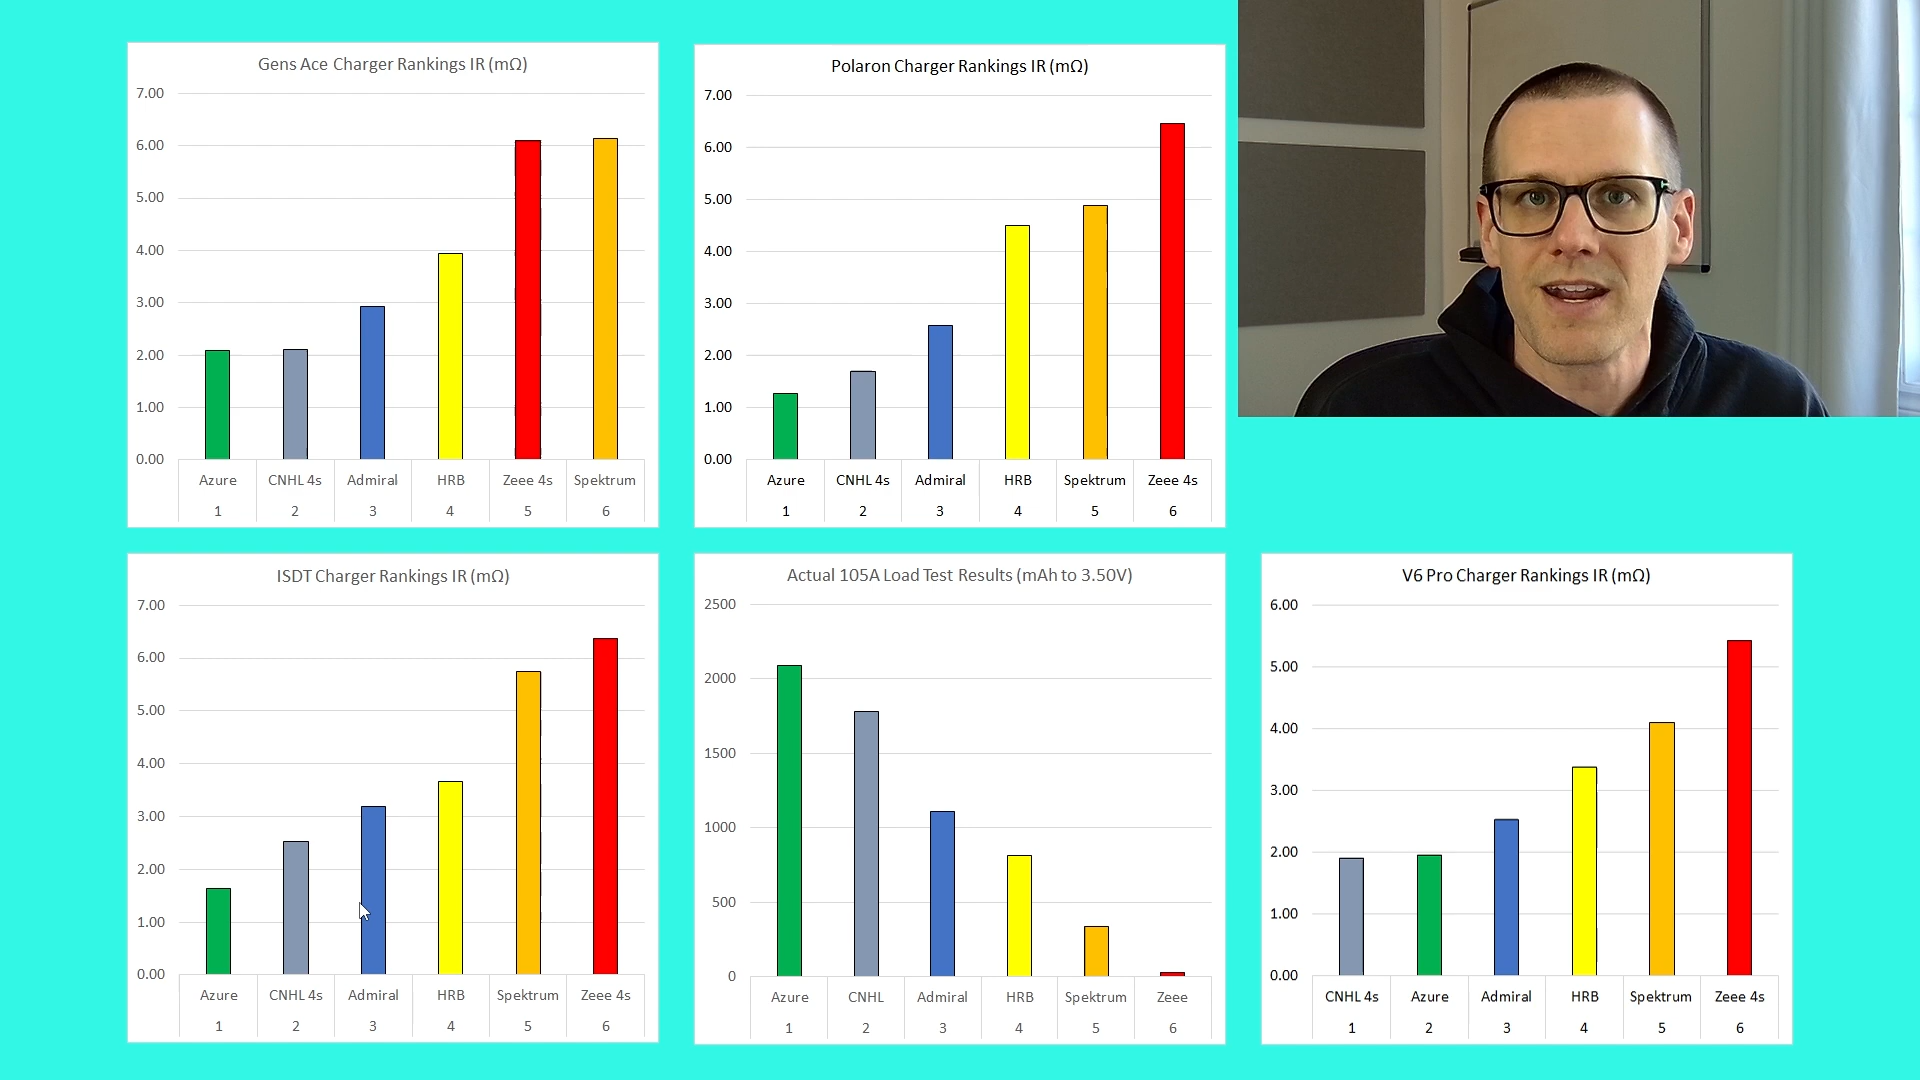 Gens Ace Charger Rankings IR (mΩ)
7.00
6.00
5.00
4.00
3.00
2.00
1.00
0.00
Azure CNHL 4s Admiral HRB Zeee 4s Spektrum
1 2 3 4 5 6
Polaron Charger Rankings IR (mΩ)
7.00
6.00
5.00
4.00
3.00
2.00
1.00
0.00
Azure CNHL 4s Admiral HRB Spektrum Zeee 4s
1 2 3 4 5 6
ISDT Charger Rankings IR (mΩ)
7.00
6.00
5.00
4.00
3.00
2.00
1.00
0.00
Azure CNHL 4s Admiral HRB Spektrum Zeee 4s
1 2 3 4 5 6
Actual 105A Load Test Results (mAh to 3.50V)
2500
2000
1500
1000
500
0
Azure CNHL Admiral HRB Spektrum Zeee
1 2 3 4 5 6
V6 Pro Charger Rankings IR (mΩ)
6.00
5.00
4.00
3.00
2.00
1.00
0.00
CNHL 4s Azure Admiral HRB Spektrum Zeee 4s
1 2 3 4 5 6